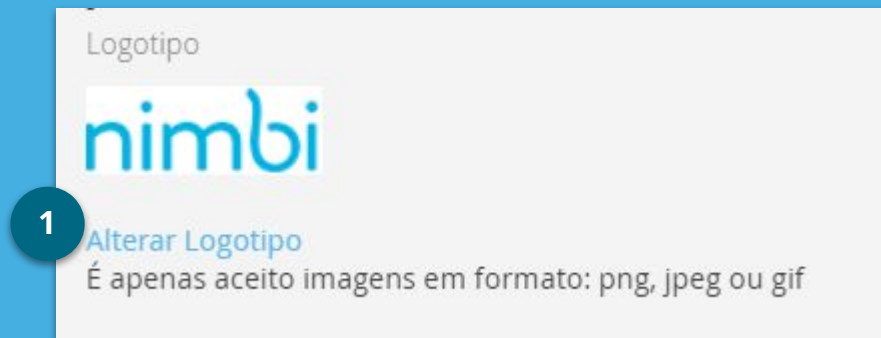 Logotipo
nimbi
1
Alterar Logotipo
É apenas aceito imagens em formato: png, jpeg ou gif